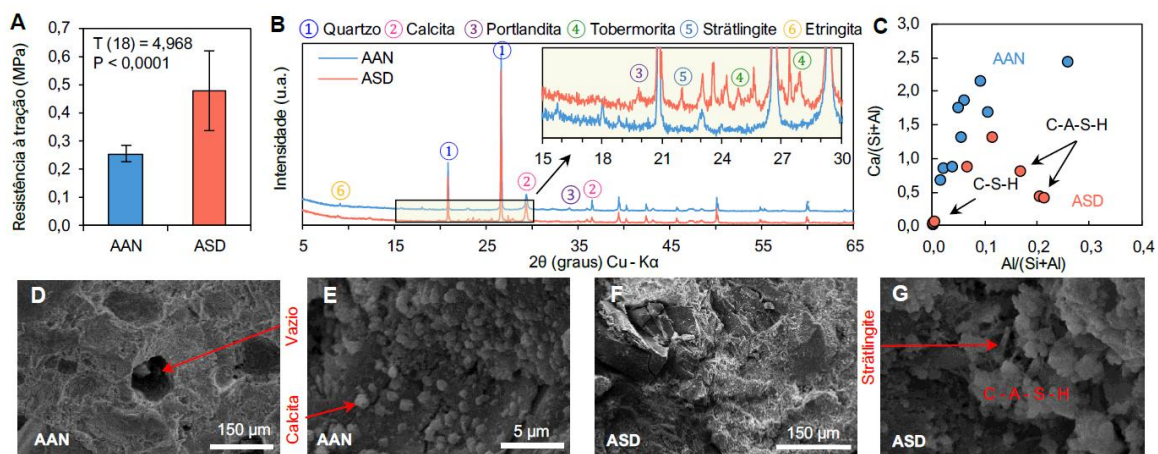 A
Resistência à tração (MPa)
0,7
0,6
0,5
0,4
0,3
0,2
0,1
0,0
T (18) = 4,968
P < 0,0001
AAN
ASD
B
1 Quartzo 2 Calcita 3 Portlandita 4 Tobermorita 5 Strätlingite 6 Etringita
Intensidade (u.a.)
AAN
ASD
1
1
2
2
3
6
3
5
4
4
15 18 21 24 27 30
5 15 25 35 45 55 65
2θ (graus) Cu - Kα
C
Ca/(Si+Al)
3,0
2,5
2,0
1,5
1,0
0,5
0,0
AAN
C-A-S-H
C-S-H
ASD
0,0 0,1 0,2 0,3 0,4
Al/(Si+Al)
D
Vazio
AAN
150 µm
E
Calcita
AAN
5 µm
F
ASD
150 µm
G
Strätlingite
C - A - S - H
ASD